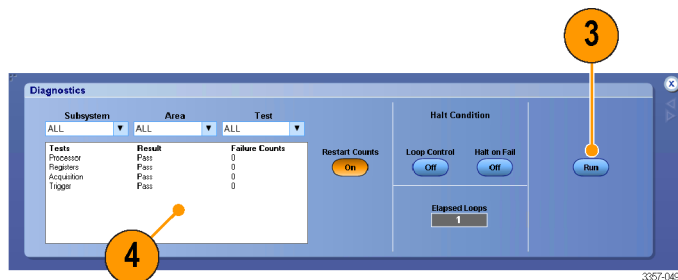 3
Diagnostics
x
Subsystem Area Test
ALL ALL ALL
Halt Condition
Tests Result Failure Counts
Processor Pass 0
Registers Pass 0
Acquisition Pass 0
Trigger Pass 0
Restart Counts
On
Loop Control Halt on Fail
Off Off
Run
Elapsed Loops
1
4
3357-049